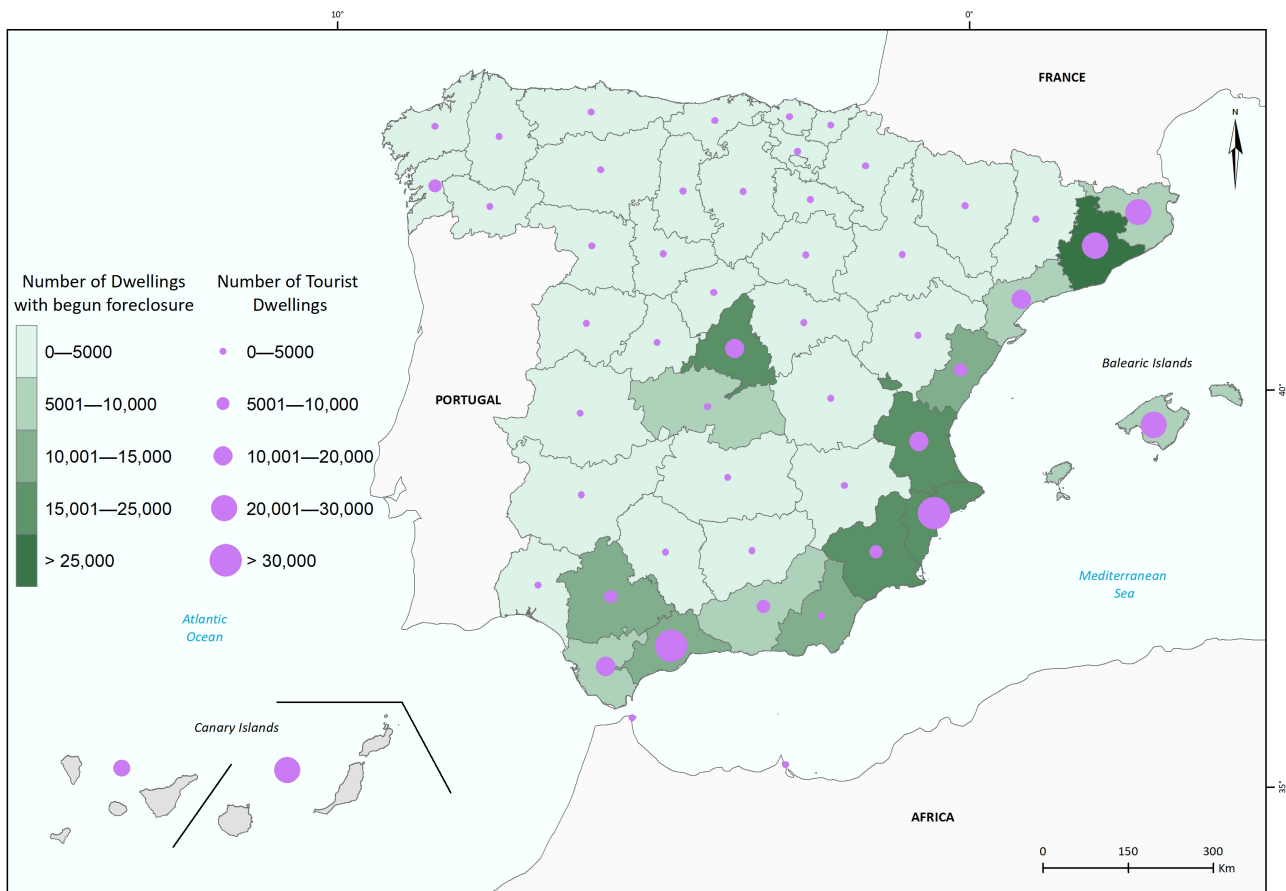 10°
0°
FRANCE
N
Number of Dwellings
with begun foreclosure
0—5000
5001—10,000
10,001—15,000
15,001—25,000
> 25,000
Number of Tourist
Dwellings
0—5000
5001—10,000
10,001—20,000
20,001—30,000
> 30,000
Balearic Islands
40°
PORTUGAL
Mediterranean
Sea
Atlantic
Ocean
Canary Islands
35°
AFRICA
0 150 300
Km